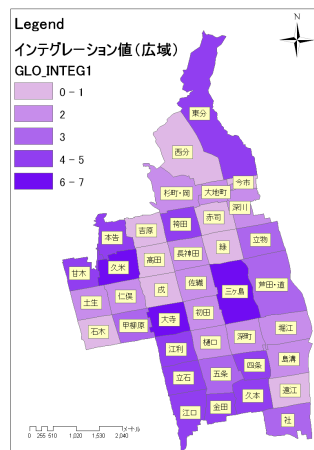 Legend
インテグレーション値(広域)
GLO_INTEG1
0 - 1
2
3
4 - 5
6 - 7
N
東分
西分
今市
杉町・岡
大地町
深川
赤司
袴田
吉原
本告
緑
立物
長神田
高田
久米
甘木
佐織
三ヶ島
芦田・道
戌
仁俣
土生
大寺
初田
甲柳原
石木
堀江
深町
樋口
江利
島溝
四条
五条
立石
遠江
久本
金田
江口
社
0 255 510 1,020 1,530 2,040
メートル